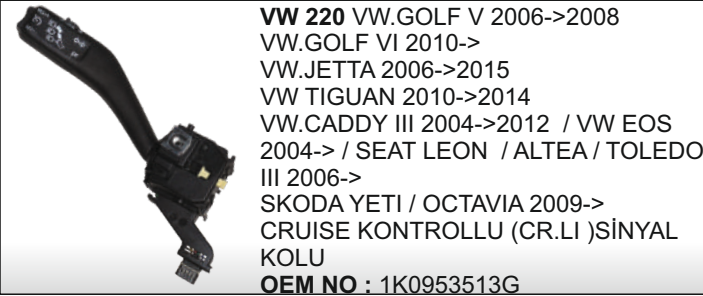 VW 220 VW.GOLF V 2006->2008
VW.GOLF VI 2010->
VW.JETTA 2006->2015
VW TIGUAN 2010->2014
VW.CADDY III 2004->2012 / VW EOS
2004-> / SEAT LEON / ALTEA / TOLEDO
III 2006->
SKODA YETI / OCTAVIA 2009->
CRUISE KONTROLLU (CR.LI )SİNYAL
KOLU
OEM NO : 1K0953513G